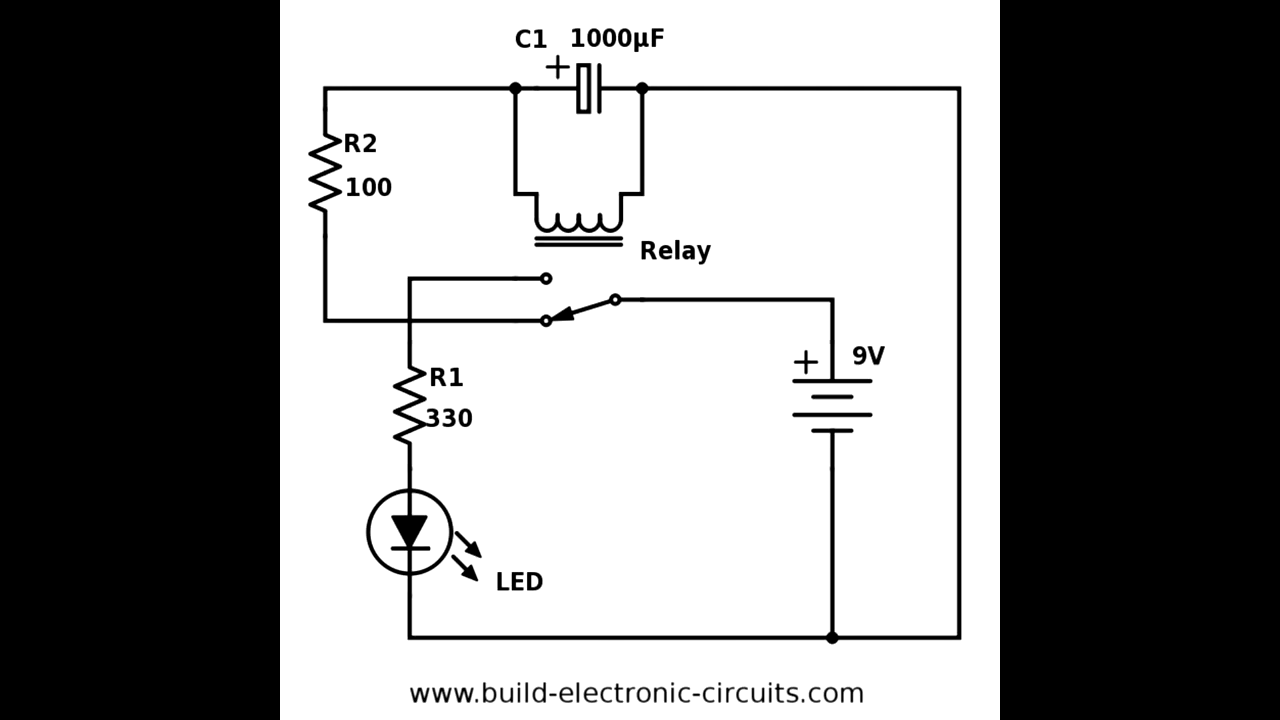 C1 1000µF
+
R2
100
Relay
R1
330
+ 9V
LED
www.build-electronic-circuits.com